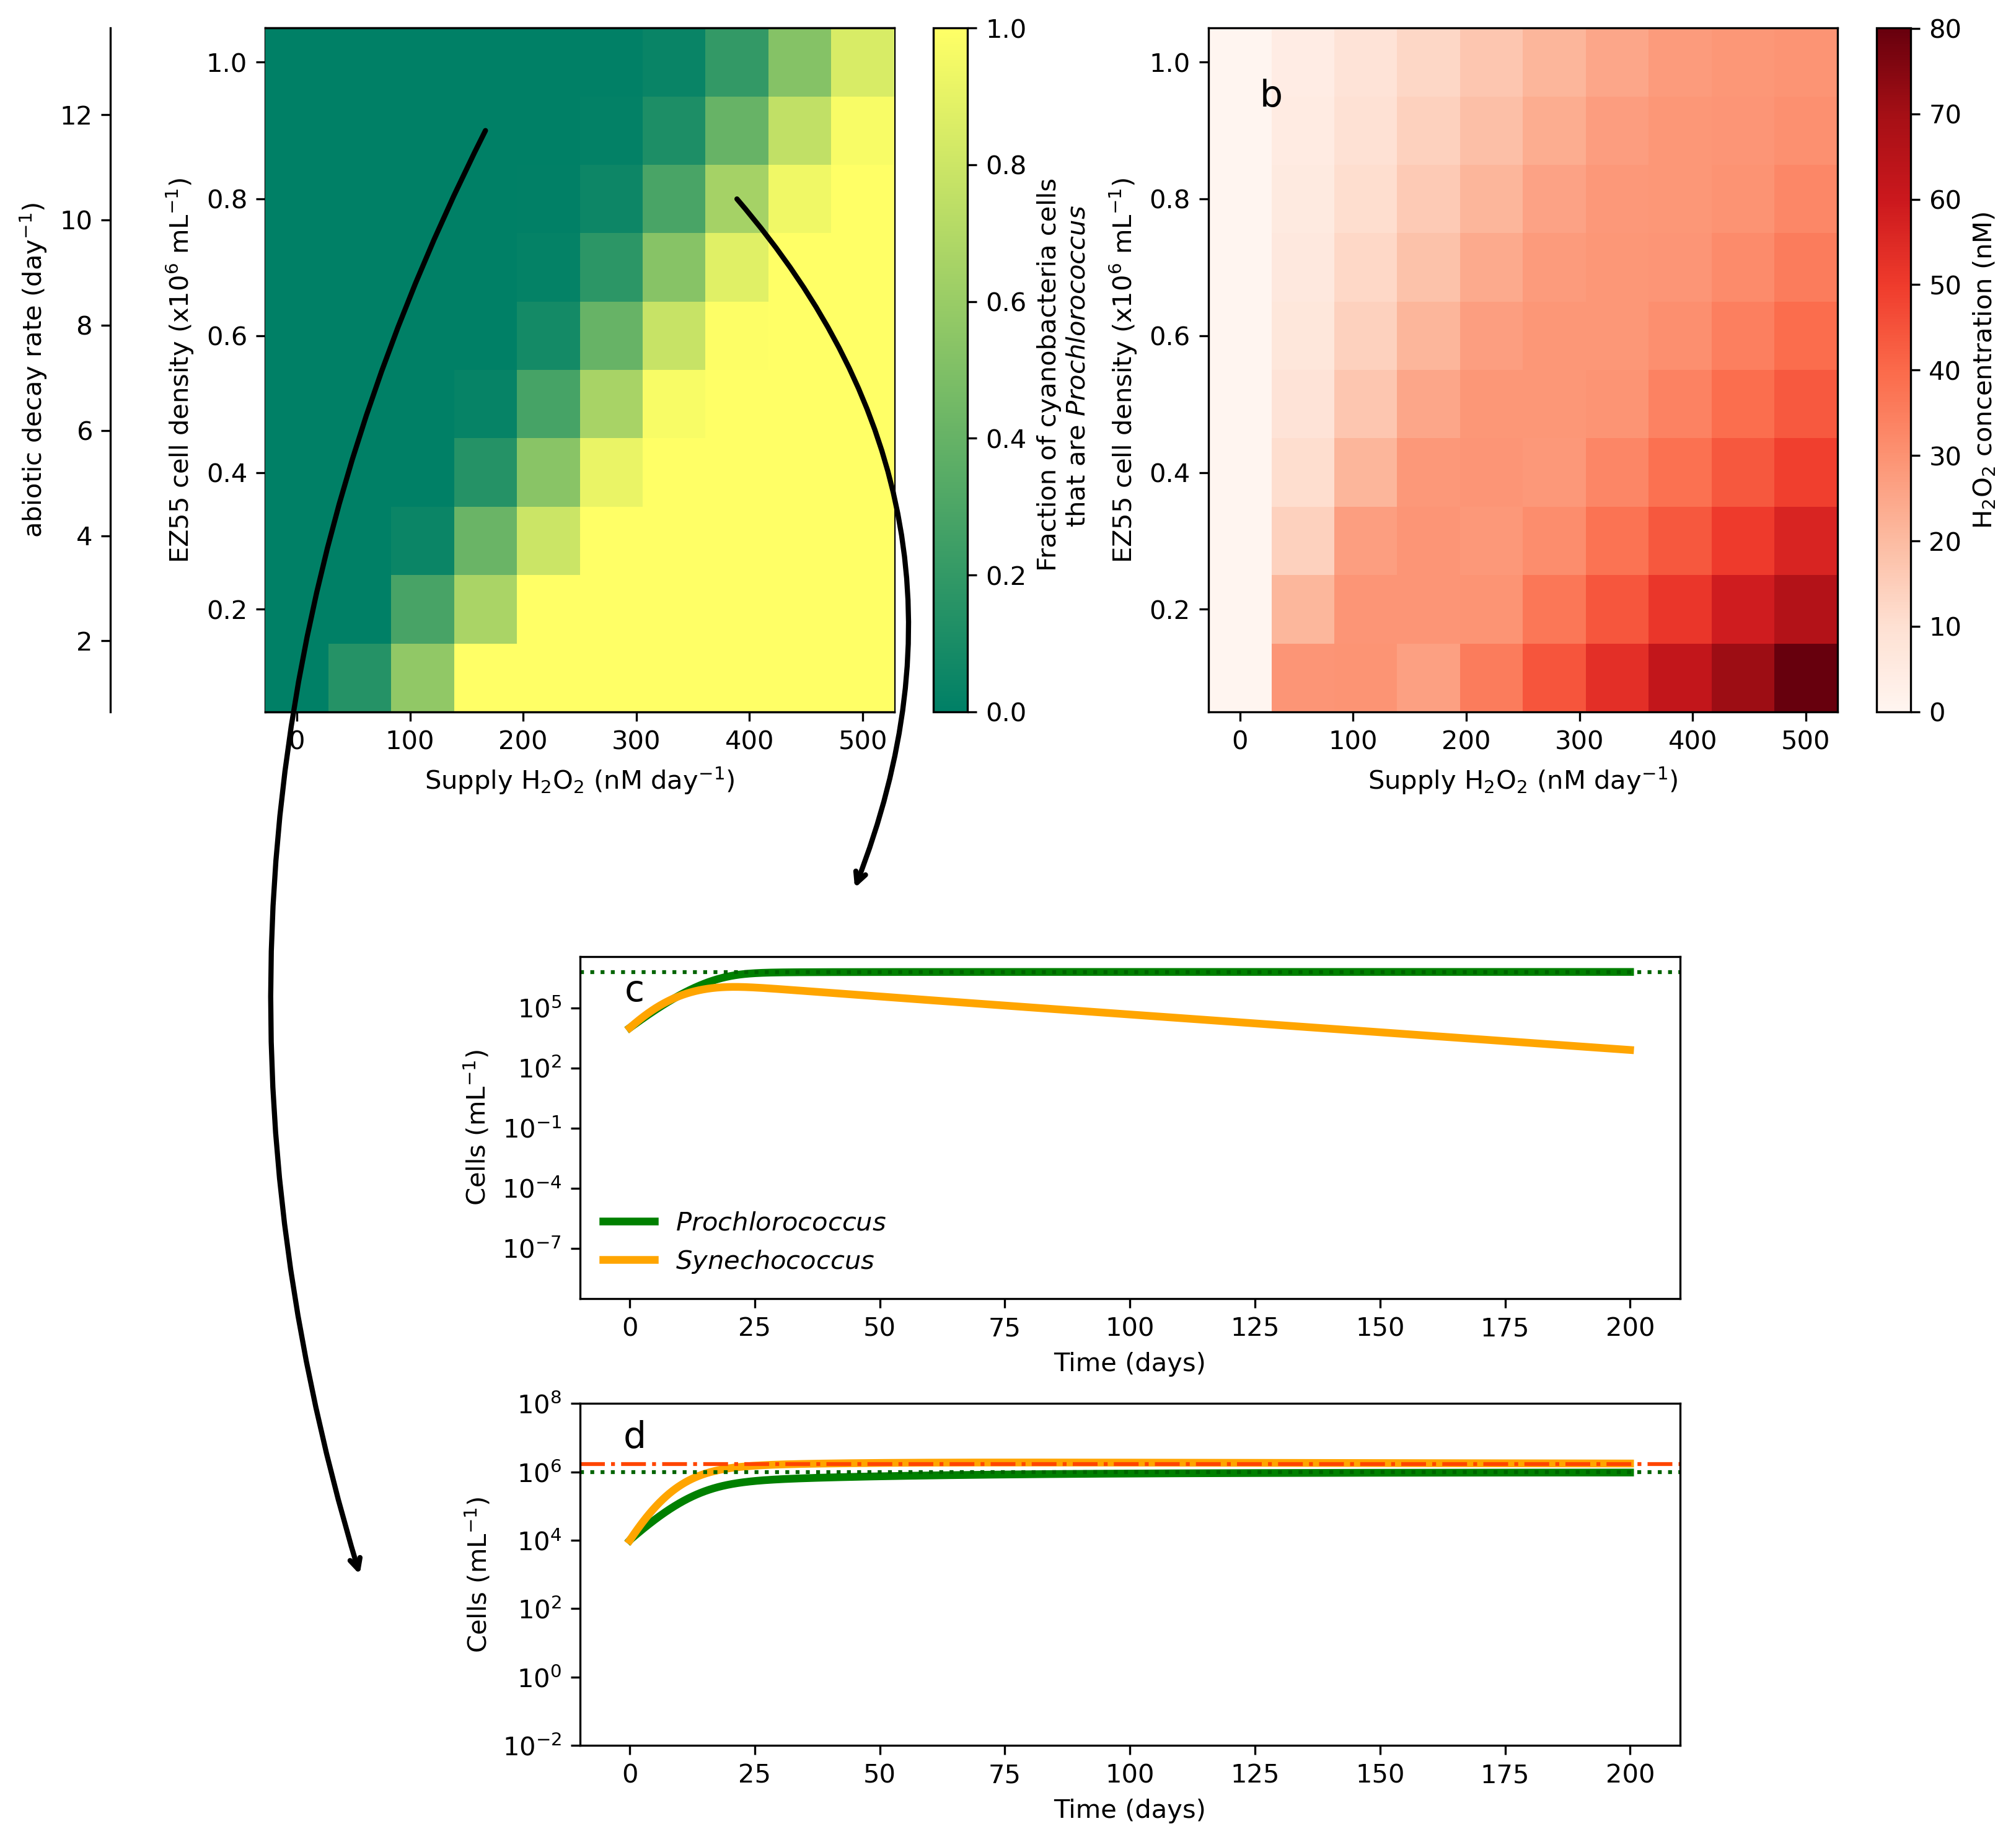 abiotic decay rate (day⁻¹)
12
10
8
6
4
2
EZ55 cell density (x10⁶ mL⁻¹)
1.0
0.8
0.6
0.4
0.2
0 100 200 300 400 500
Supply H₂O₂ (nM day⁻¹)
1.0
0.8
0.6
0.4
0.2
0.0
Fraction of cyanobacteria cells
that are Prochlorococcus
b
EZ55 cell density (x10⁶ mL⁻¹)
1.0
0.8
0.6
0.4
0.2
0 100 200 300 400 500
Supply H₂O₂ (nM day⁻¹)
80
70
60
50
40
30
20
10
0
H₂O₂ concentration (nM)
c
Cells (mL⁻¹)
10⁵
10²
10⁻¹
10⁻⁴
10⁻⁷
Prochlorococcus
Synechococcus
0 25 50 75 100 125 150 175 200
Time (days)
d
Cells (mL⁻¹)
10⁸
10⁶
10⁴
10²
10⁰
10⁻²
0 25 50 75 100 125 150 175 200
Time (days)